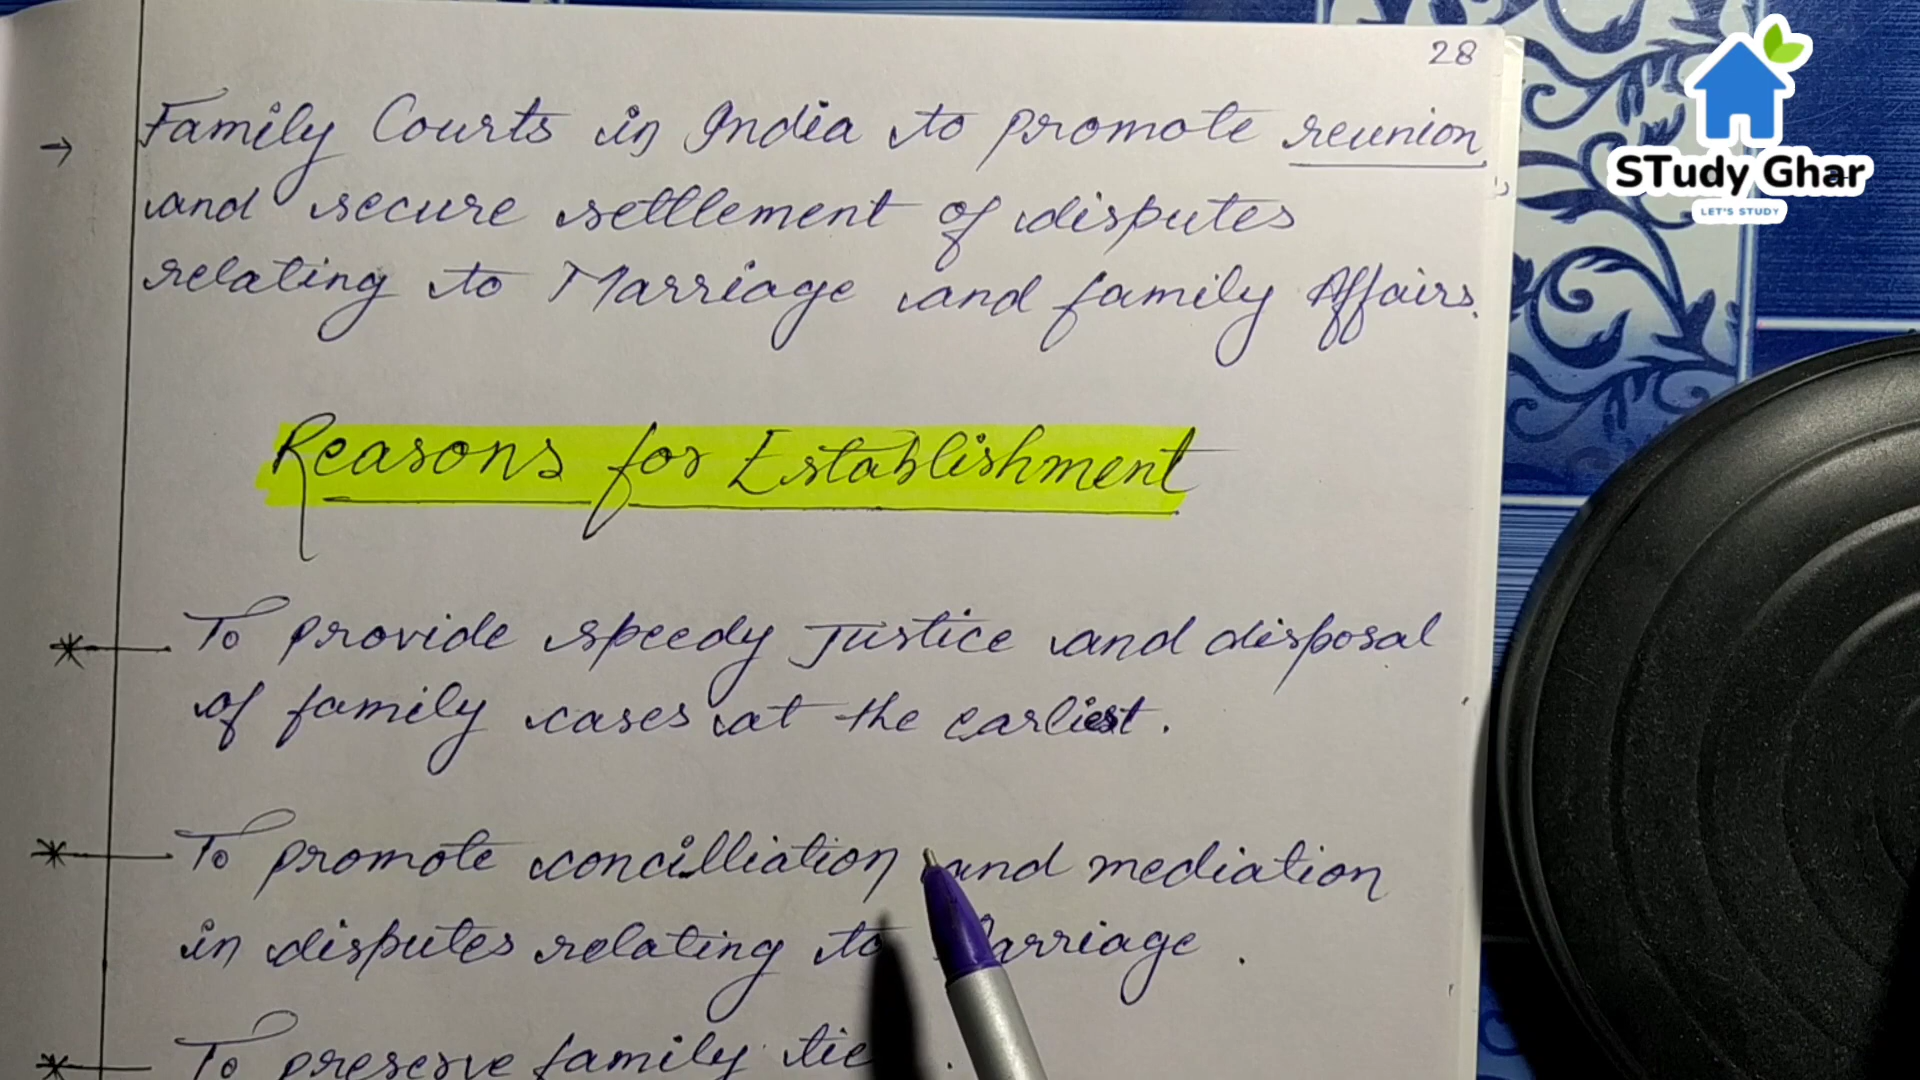 28
STudy Ghar
LET'S STUDY
→ Family Courts in India to promote reunion
and secure settlement of disputes
relating to Marriage and family Affairs.
Reasons for Establishment
* To provide speedy Justice and disposal
of family cases at the earliest.
* To promote concilliation and mediation
in disputes relating to Marriage.
* To preserve family